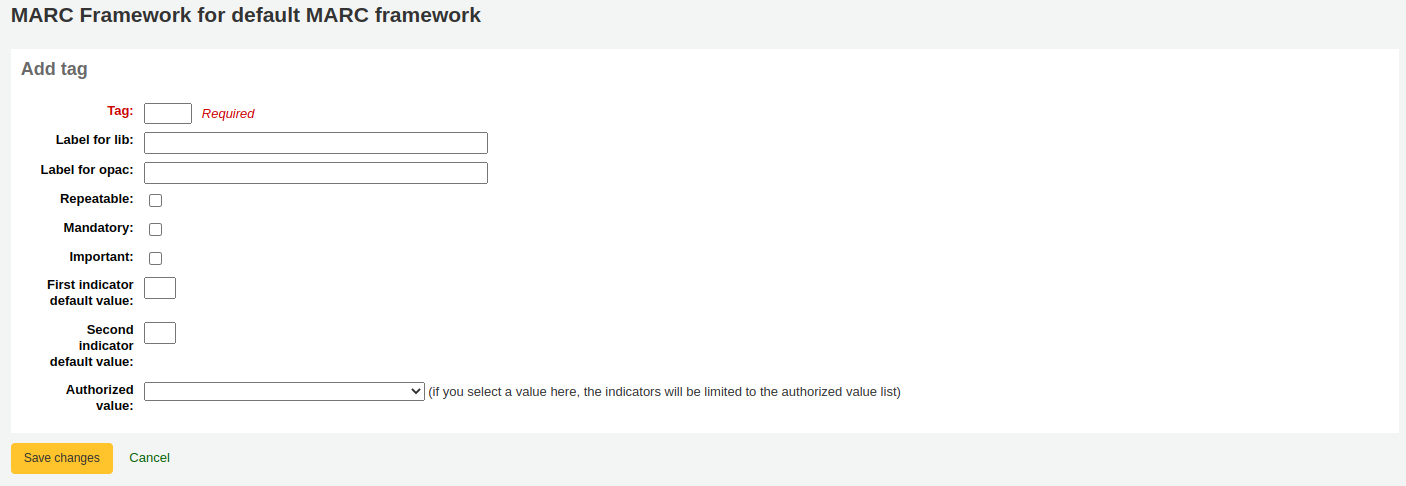 MARC Framework for default MARC framework
Add tag
Tag: Required
Label for lib:
Label for opac:
Repeatable:
Mandatory:
Important:
First indicator
default value:
Second
indicator
default value:
Authorized
value:
(if you select a value here, the indicators will be limited to the authorized value list)
Save changes Cancel